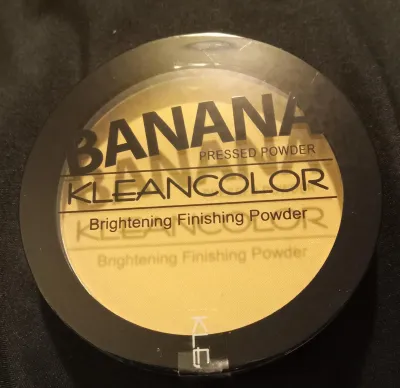 BANANA
PRESSED POWDER
KLEANCOLOR
Brightening Finishing Powder